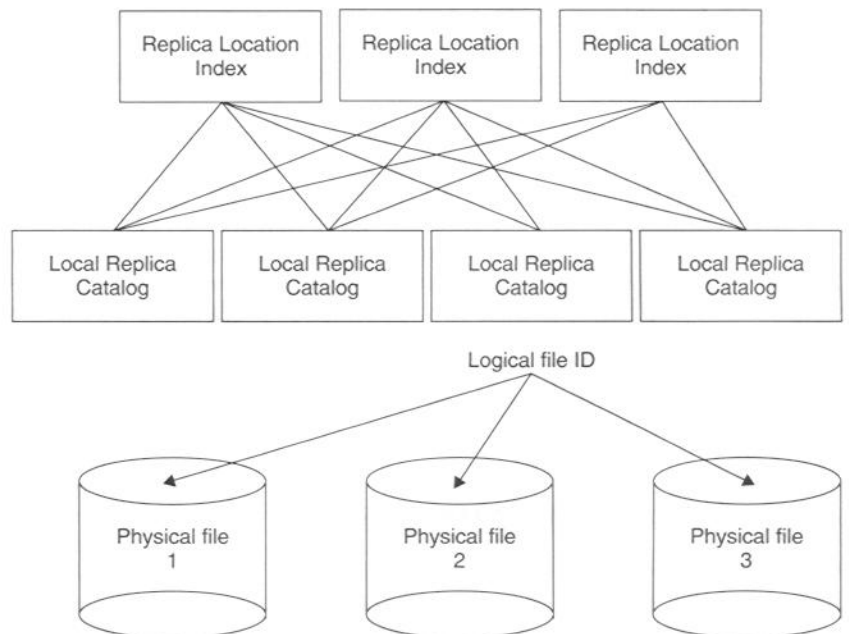 Replica Location
Index
Replica Location
Index
Replica Location
Index
Local Replica
Catalog
Local Replica
Catalog
Local Replica
Catalog
Local Replica
Catalog
Logical file ID
Physical file
1
Physical file
2
Physical file
3